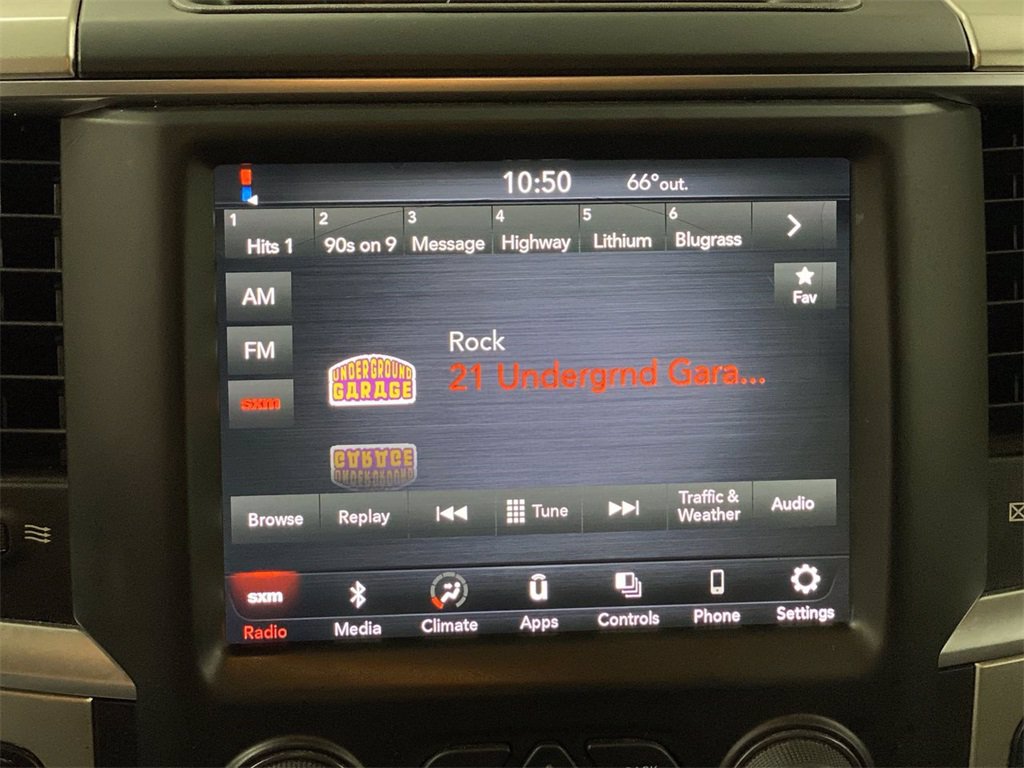 10:50 66°out.
1 2 3 4 5 6
Hits 1 90s on 9 Message Highway Lithium Blugrass
AM
Fav
FM
Rock
21 Undergrnd Gara...
UNDERGROUND
GARAGE
sxm
Browse Replay Tune Traffic & Weather Audio
sxm
Radio Media Climate Apps Controls Phone Settings